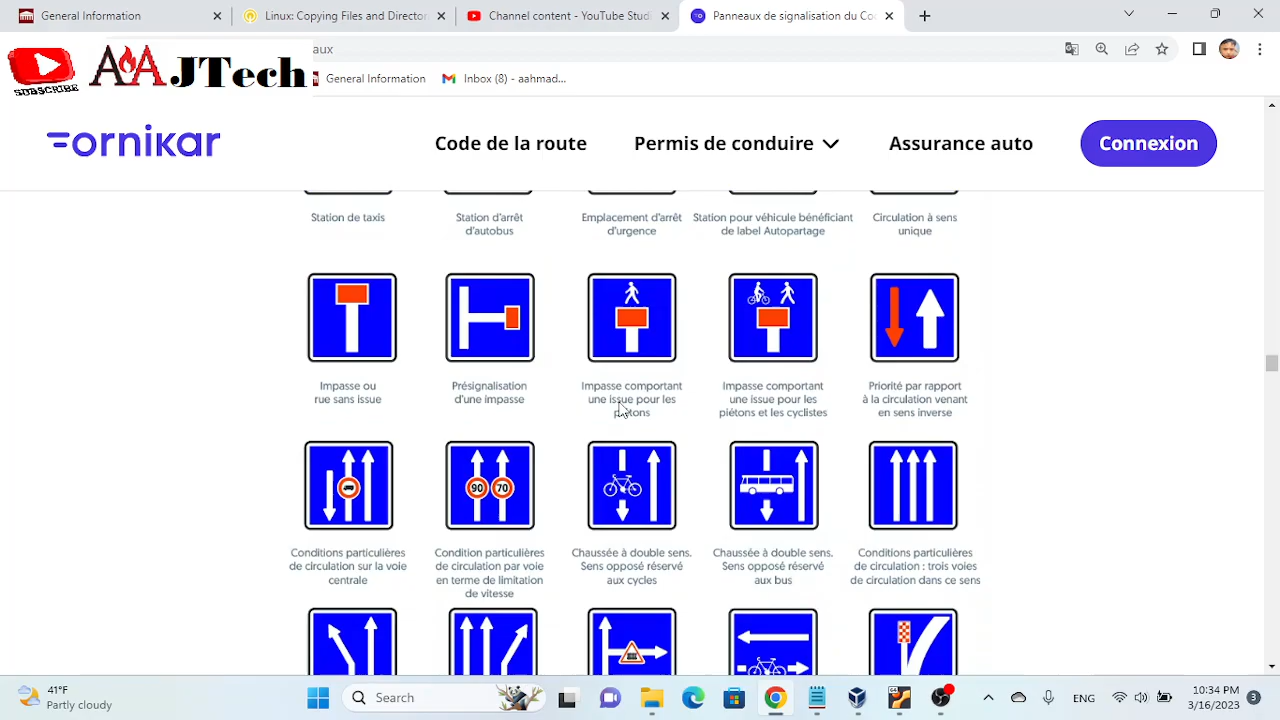 Files and Director
Channel content - YouTube Studi
Panneaux de signalisation du Co
aux
SUBSCRIBE
AAJTech
General Information
Inbox (8) - aahmad...
ornikar
Code de la route
Permis de conduire
Assurance auto
Connexion
Station de taxis
Station d'arrêt
d'autobus
Emplacement d'arrêt
d'urgence
Station pour véhicule bénéficiant
de label Autopartage
Circulation à sens
unique
Impasse ou
rue sans issue
Présignalisation
d'une impasse
Impasse comportant
une issue pour les
piétons
Impasse comportant
une issue pour les
piétons et les cyclistes
Priorité par rapport
à la circulation venant
en sens inverse
90
70
Conditions particulières
de circulation sur la voie
centrale
Condition particulières
de circulation par voie
en terme de limitation
de vitesse
Chaussée à double sens.
Sens opposé réservé
aux cycles
Chaussée à double sens.
Sens opposé réservé
aux bus
Conditions particulières
de circulation : trois voies
de circulation dans ce sens
41°F
Partly cloudy
Search
ENG
10:34 PM
3/16/2023
3